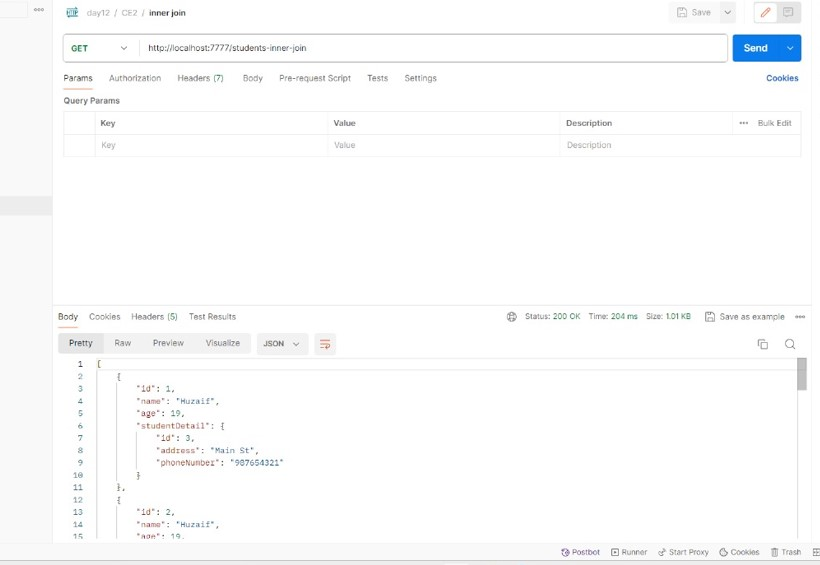 day12 / CE2 / inner join
Save
GET http://localhost:7777/students-inner-join Send
Params Authorization Headers (7) Body Pre-request Script Tests Settings Cookies
Query Params
Key Value Description Bulk Edit
Key Value Description
Body Cookies Headers (5) Test Results Status: 200 OK Time: 204 ms Size: 1.01 KB Save as example
Pretty Raw Preview Visualize JSON
1 [
2 {
3 "id": 1,
4 "name": "Huzaif",
5 "age": 19,
6 "studentDetail": {
7 "id": 3,
8 "address": "Main St",
9 "phoneNumber": "987654321"
10 }
11 },
12 {
13 "id": 2,
14 "name": "Huzaif",
15 "age": 19,
Postbot Runner Start Proxy Cookies Trash